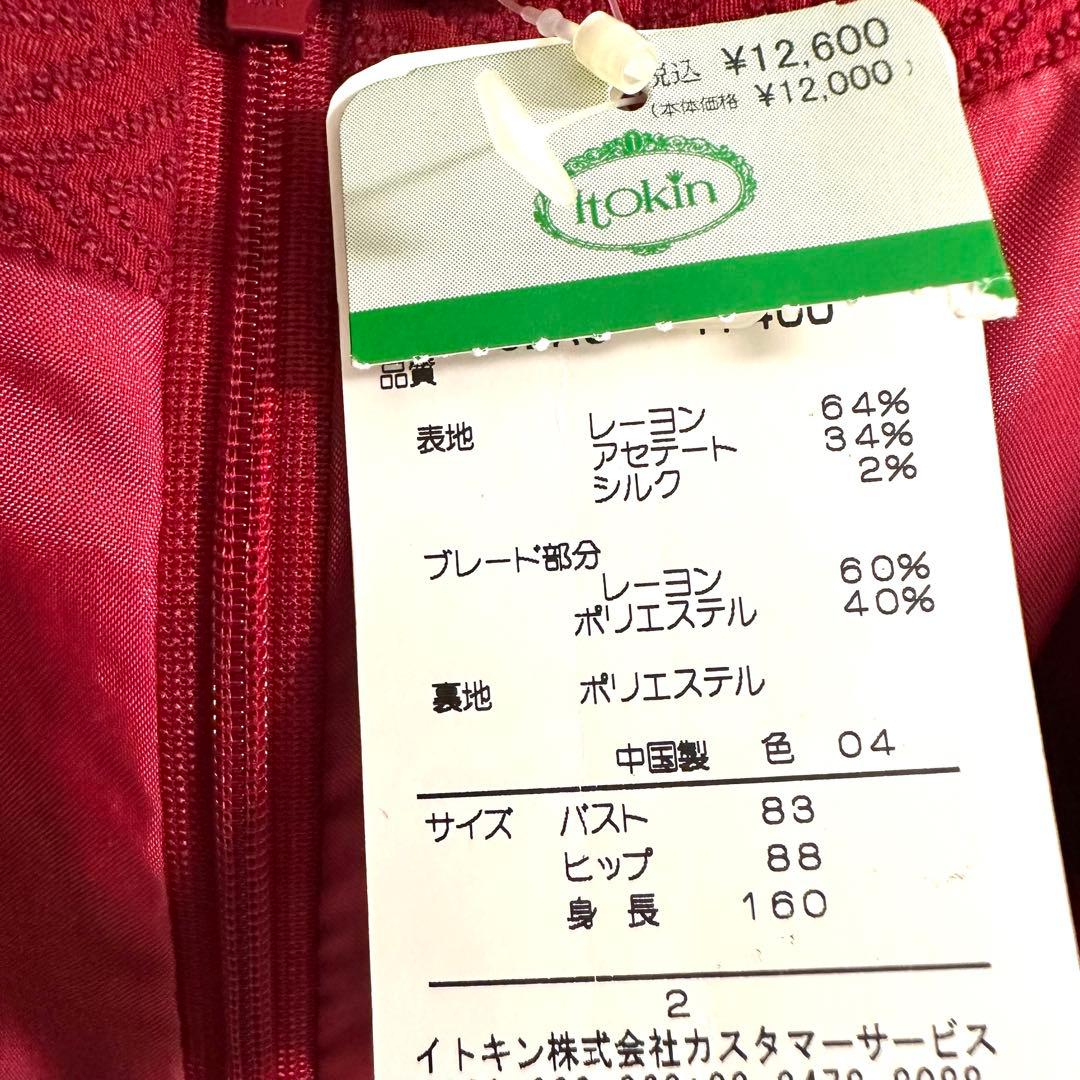 税込 ¥12,600
(本体価格 ¥12,000)
Itokin
品質
表地 レーヨン 64%
アセテート 34%
シルク 2%
ブレード部分
レーヨン 60%
ポリエステル 40%
裏地 ポリエステル
中国製 色 04
サイズ バスト 83
ヒップ 88
身長 160
2
イトキン株式会社カスタマーサービス